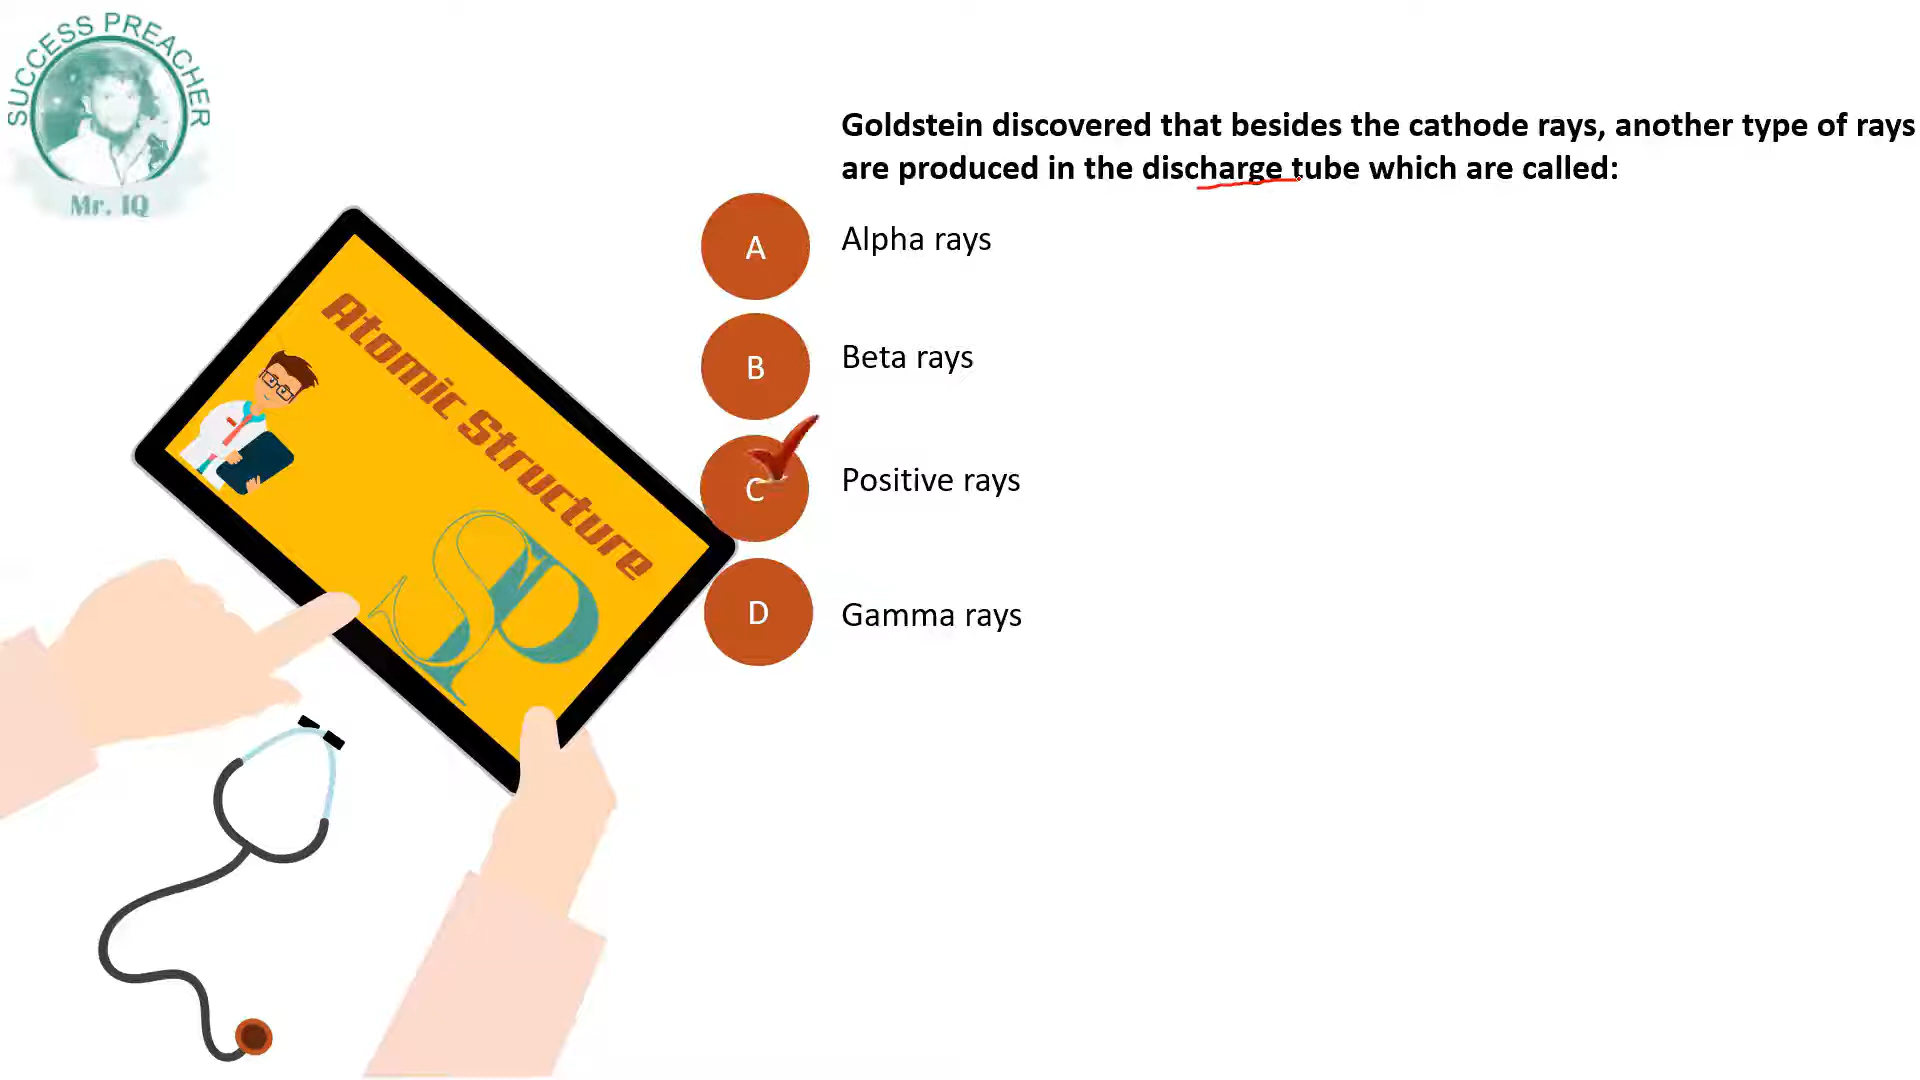 SUCCESS PREACHER
Mr. IQ
Goldstein discovered that besides the cathode rays, another type of rays
are produced in the discharge tube which are called:
A
Alpha rays
B
Beta rays
C
Positive rays
D
Gamma rays
Atomic Structure
SP